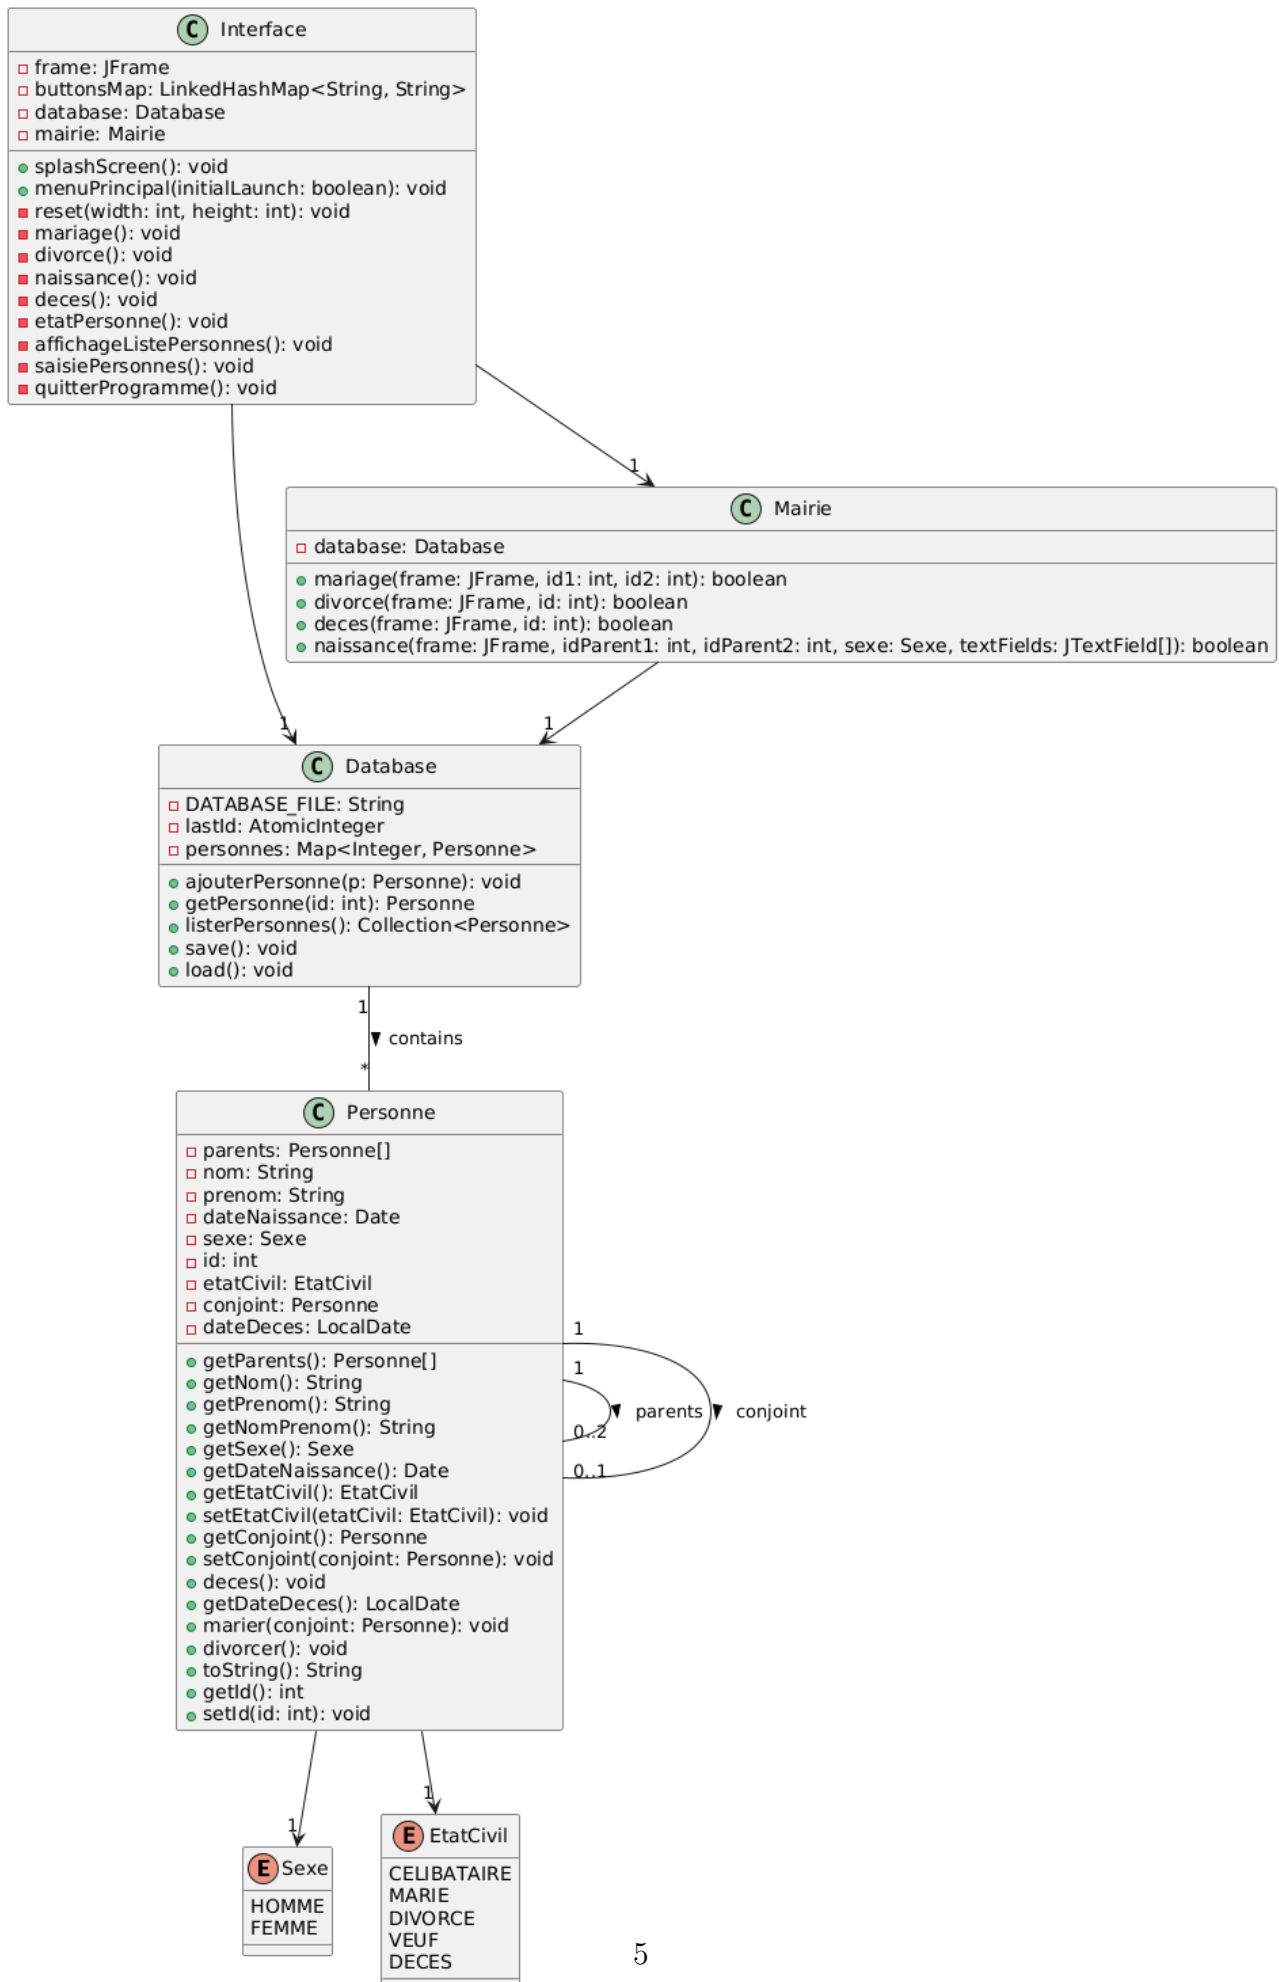 C Interface
frame: JFrame
buttonsMap: LinkedHashMap<String, String>
database: Database
mairie: Mairie
splashScreen(): void
menuPrincipal(initialLaunch: boolean): void
reset(width: int, height: int): void
mariage(): void
divorce(): void
naissance(): void
deces(): void
etatPersonne(): void
affichageListePersonnes(): void
saisiePersonnes(): void
quitterProgramme(): void
1
C Mairie
database: Database
mariage(frame: JFrame, id1: int, id2: int): boolean
divorce(frame: JFrame, id: int): boolean
deces(frame: JFrame, id: int): boolean
naissance(frame: JFrame, idParent1: int, idParent2: int, sexe: Sexe, textFields: JTextField[]): boolean
1
1
C Database
DATABASE_FILE: String
lastId: AtomicInteger
personnes: Map<Integer, Personne>
ajouterPersonne(p: Personne): void
getPersonne(id: int): Personne
listerPersonnes(): Collection<Personne>
save(): void
load(): void
1
contains
*
C Personne
parents: Personne[]
nom: String
prenom: String
dateNaissance: Date
sexe: Sexe
id: int
etatCivil: EtatCivil
conjoint: Personne
dateDeces: LocalDate
getParents(): Personne[]
getNom(): String
getPrenom(): String
getNomPrenom(): String
getSexe(): Sexe
getDateNaissance(): Date
getEtatCivil(): EtatCivil
setEtatCivil(etatCivil: EtatCivil): void
getConjoint(): Personne
setConjoint(conjoint: Personne): void
deces(): void
getDateDeces(): LocalDate
marier(conjoint: Personne): void
divorcer(): void
toString(): String
getId(): int
setId(id: int): void
1
1
parents
conjoint
0..2
0..1
1
1
E Sexe
HOMME
FEMME
E EtatCivil
CELIBATAIRE
MARIE
DIVORCE
VEUF
DECES
5